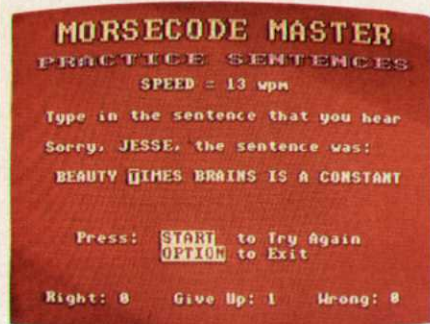 MORSECODE MASTER
PRACTICE SENTENCES
SPEED = 13 wpm
Type in the sentence that you hear
Sorry, JESSE, the sentence was:
BEAUTY TIMES BRAINS IS A CONSTANT
Press: START to Try Again
OPTION to Exit
Right: 0 Give Up: 1 Wrong: 0